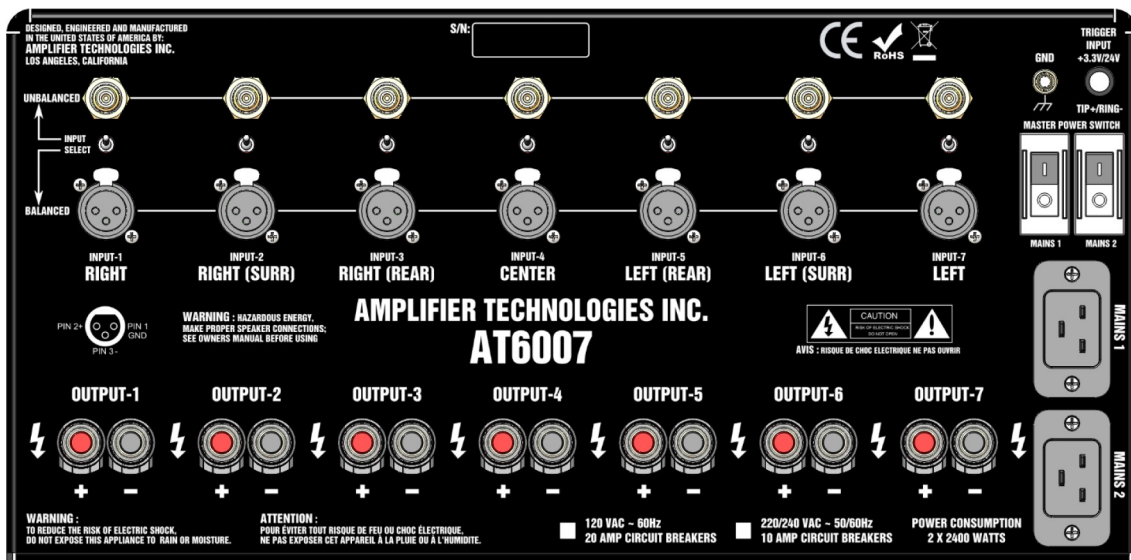 DESIGNED, ENGINEERED AND MANUFACTURED
IN THE UNITED STATES OF AMERICA BY:
AMPLIFIER TECHNOLOGIES INC.
LOS ANGELES, CALIFORNIA
S/N:
CE
RoHS
TRIGGER
INPUT
+3.3V/24V
GND
TIP+/RING-
UNBALANCED
INPUT
SELECT
BALANCED
MASTER POWER SWITCH
MAINS 1
MAINS 2
INPUT-1
RIGHT
INPUT-2
RIGHT (SURR)
INPUT-3
RIGHT (REAR)
INPUT-4
CENTER
INPUT-5
LEFT (REAR)
INPUT-6
LEFT (SURR)
INPUT-7
LEFT
PIN 2+
PIN 1
GND
PIN 3-
WARNING : HAZARDOUS ENERGY,
MAKE PROPER SPEAKER CONNECTIONS;
SEE OWNERS MANUAL BEFORE USING
AMPLIFIER TECHNOLOGIES INC.
AT6007
CAUTION
RISK OF ELECTRIC SHOCK
DO NOT OPEN
AVIS : RISQUE DE CHOC ELECTRIQUE NE PAS OUVRIR
MAINS 1
OUTPUT-1
OUTPUT-2
OUTPUT-3
OUTPUT-4
OUTPUT-5
OUTPUT-6
OUTPUT-7
+ -
+ -
+ -
+ -
+ -
+ -
+ -
MAINS 2
WARNING :
TO REDUCE THE RISK OF ELECTRIC SHOCK,
DO NOT EXPOSE THIS APPLIANCE TO RAIN OR MOISTURE.
ATTENTION :
POUR ÉVITER TOUT RISQUE DE FEU OU CHOC ÉLECTRIQUE,
NE PAS EXPOSER CET APPAREIL À LA PLUIE OU À L'HUMIDITE.
120 VAC ~ 60Hz
20 AMP CIRCUIT BREAKERS
220/240 VAC ~ 50/60Hz
10 AMP CIRCUIT BREAKERS
POWER CONSUMPTION
2 X 2400 WATTS